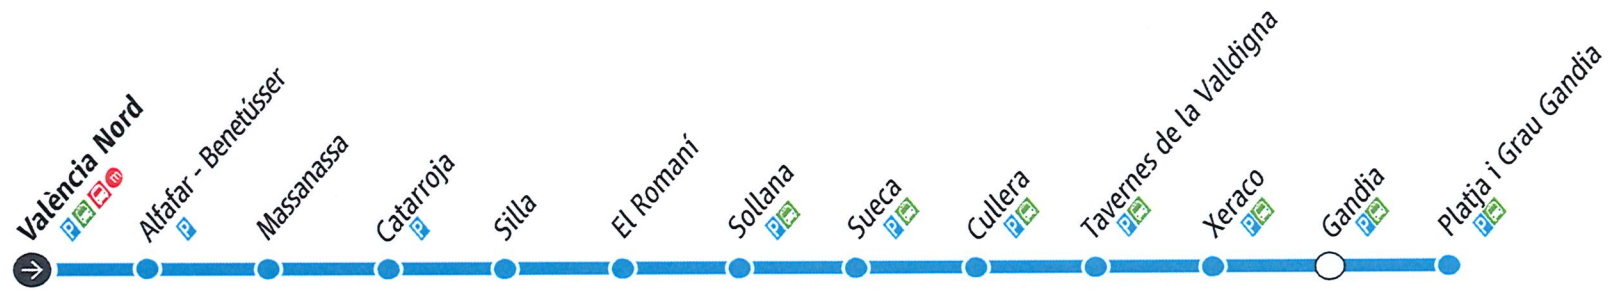 València Nord
P m
Alfafar - Benetússer
P
Massanassa
Catarroja
P
Silla
El Romaní
Sollana
P
Sueca
P
Cullera
P
Tavernes de la Valldigna
P
Xeraco
P
Gandia
P
Platja i Grau Gandia
P